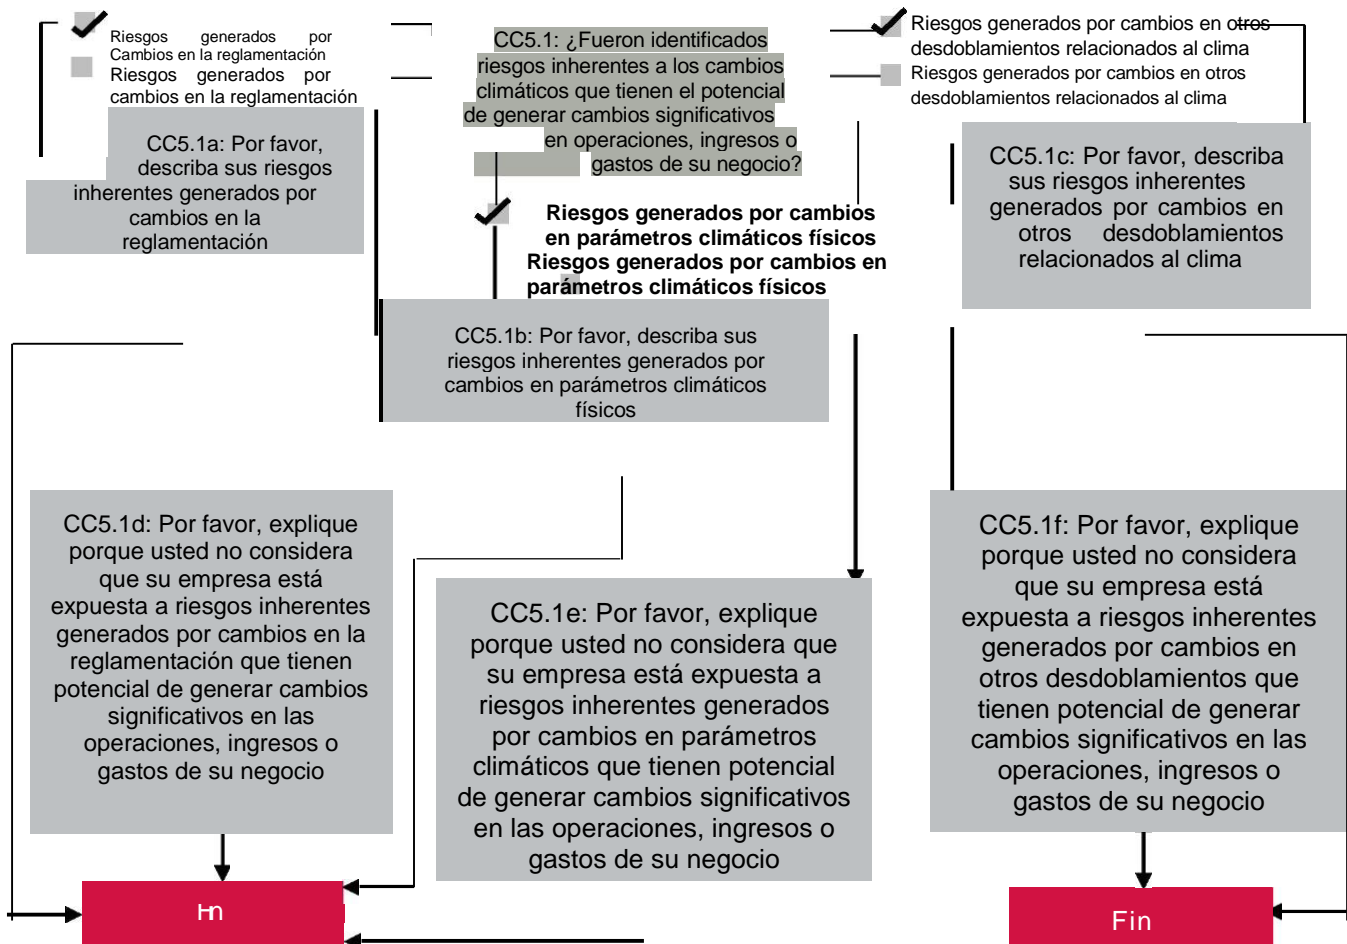 Riesgos generados por
Cambios en la reglamentación
Riesgos generados por
cambios en la reglamentación
CC5.1: ¿Fueron identificados
riesgos inherentes a los cambios
climáticos que tienen el potencial
de generar cambios significativos
en operaciones, ingresos o
gastos de su negocio?
Riesgos generados por cambios en otros
desdoblamientos relacionados al clima
Riesgos generados por cambios en otros
desdoblamientos relacionados al clima
CC5.1a: Por favor,
describa sus riesgos
inherentes generados por
cambios en la
reglamentación
Riesgos generados por cambios
en parámetros climáticos físicos
Riesgos generados por cambios en
parámetros climáticos físicos
CC5.1c: Por favor, describa
sus riesgos inherentes
generados por cambios en
otros desdoblamientos
relacionados al clima
CC5.1b: Por favor, describa sus
riesgos inherentes generados por
cambios en parámetros climáticos
físicos
CC5.1d: Por favor, explique
porque usted no considera
que su empresa está
expuesta a riesgos inherentes
generados por cambios en la
reglamentación que tienen
potencial de generar cambios
significativos en las
operaciones, ingresos o
gastos de su negocio
CC5.1e: Por favor, explique
porque usted no considera que
su empresa está expuesta a
riesgos inherentes generados
por cambios en parámetros
climáticos que tienen potencial
de generar cambios significativos
en las operaciones, ingresos o
gastos de su negocio
CC5.1f: Por favor, explique
porque usted no considera
que su empresa está
expuesta a riesgos inherentes
generados por cambios en
otros desdoblamientos que
tienen potencial de generar
cambios significativos en las
operaciones, ingresos o
gastos de su negocio
Fin